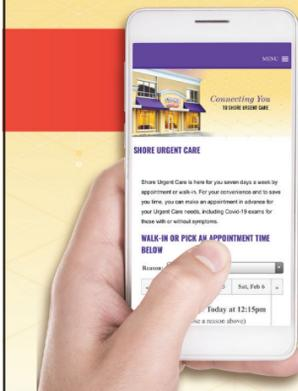 MENU
Connecting You
TO SHORE URGENT CARE
SHORE URGENT CARE
Shore Urgent Care is here for you seven days a week by
appointment or walk-in. For your convenience and to save
you time, you can make an appointment in advance for
your Urgent Care needs, including Covid-19 exams for
those with or without symptoms.
WALK-IN OR PICK AN APPOINTMENT TIME
BELOW
Reason:
« Sat, Feb 6 »
Today at 12:15pm
a reason above)